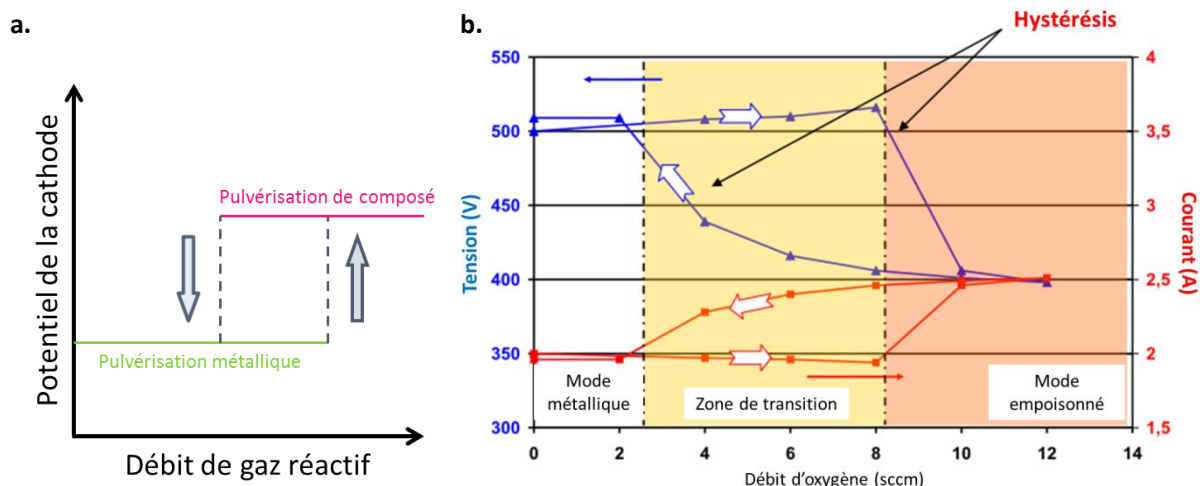 a.
Potentiel de la cathode
Pulvérisation de composé
Pulvérisation métallique
Débit de gaz réactif
b.
Hystérésis
550
500
450
400
350
300
Tension (V)
4
3,5
3
2,5
2
1,5
Courant (A)
Mode
métallique
Zone de transition
Mode
empoisonné
0 2 4 6 8 10 12 14
Débit d’oxygène (sccm)